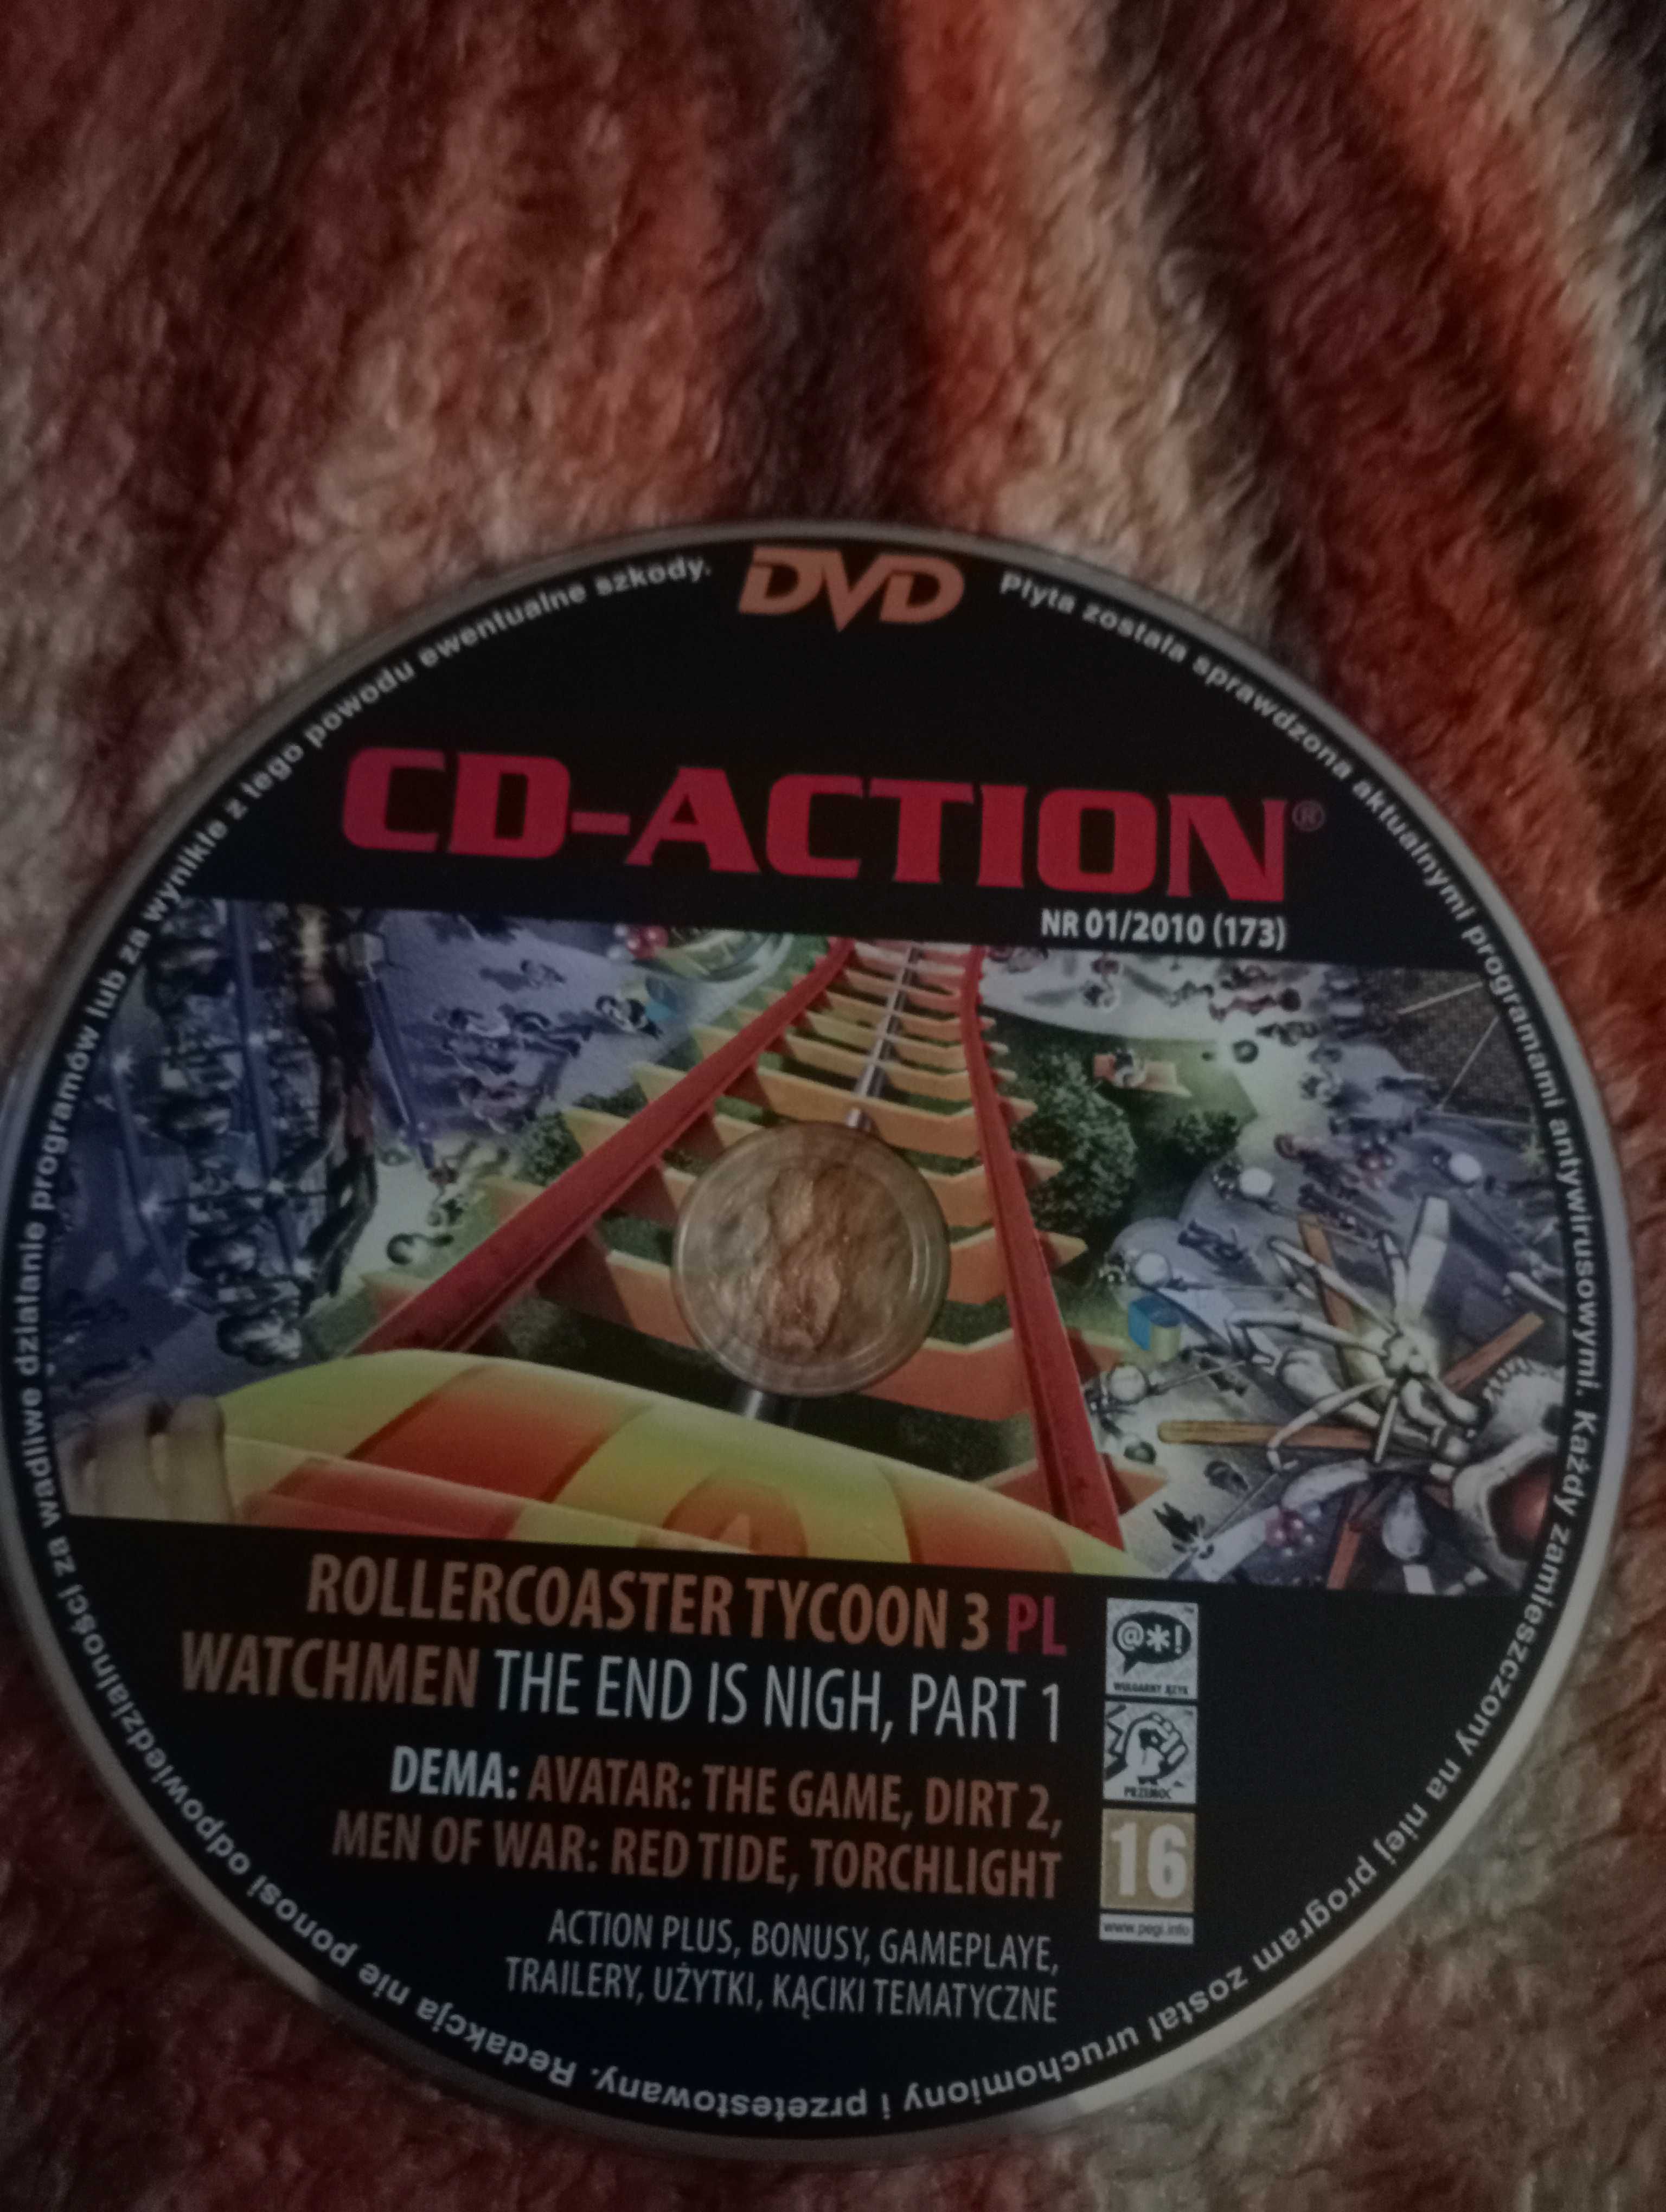 DVD
Płyta została sprawdzona aktualnymi programami antywirusowymi. Każdy zamieszczony na niej program został uruchomiony i przetestowany. Redakcja nie ponosi odpowiedzialności za wadliwe działanie programów lub za wynikłe z tego powodu ewentualne szkody.
CD-ACTION®
NR 01/2010 (173)
ROLLERCOASTER TYCOON 3 PL
WATCHMEN THE END IS NIGH, PART 1
DEMA: AVATAR: THE GAME, DIRT 2,
MEN OF WAR: RED TIDE, TORCHLIGHT
ACTION PLUS, BONUSY, GAMEPLAYE,
TRAILERY, UŻYTKI, KĄCIKI TEMATYCZNE
@*!
WULGARNY JĘZYK
PRZEMOC
16
www.pegi.info